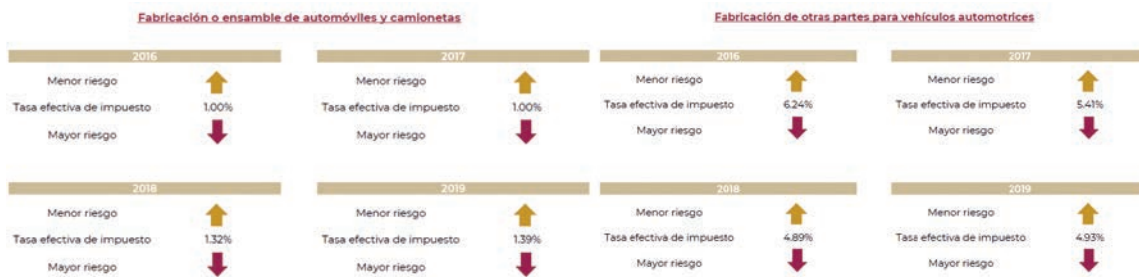 Fabricación o ensamble de automóviles y camionetas
2016
Menor riesgo
Tasa efectiva de impuesto 1.00%
Mayor riesgo
2017
Menor riesgo
Tasa efectiva de impuesto 1.00%
Mayor riesgo
2018
Menor riesgo
Tasa efectiva de impuesto 1.32%
Mayor riesgo
2019
Menor riesgo
Tasa efectiva de impuesto 1.39%
Mayor riesgo
Fabricación de otras partes para vehículos automotrices
2016
Menor riesgo
Tasa efectiva de impuesto 6.24%
Mayor riesgo
2017
Menor riesgo
Tasa efectiva de impuesto 5.41%
Mayor riesgo
2018
Menor riesgo
Tasa efectiva de impuesto 4.89%
Mayor riesgo
2019
Menor riesgo
Tasa efectiva de impuesto 4.93%
Mayor riesgo